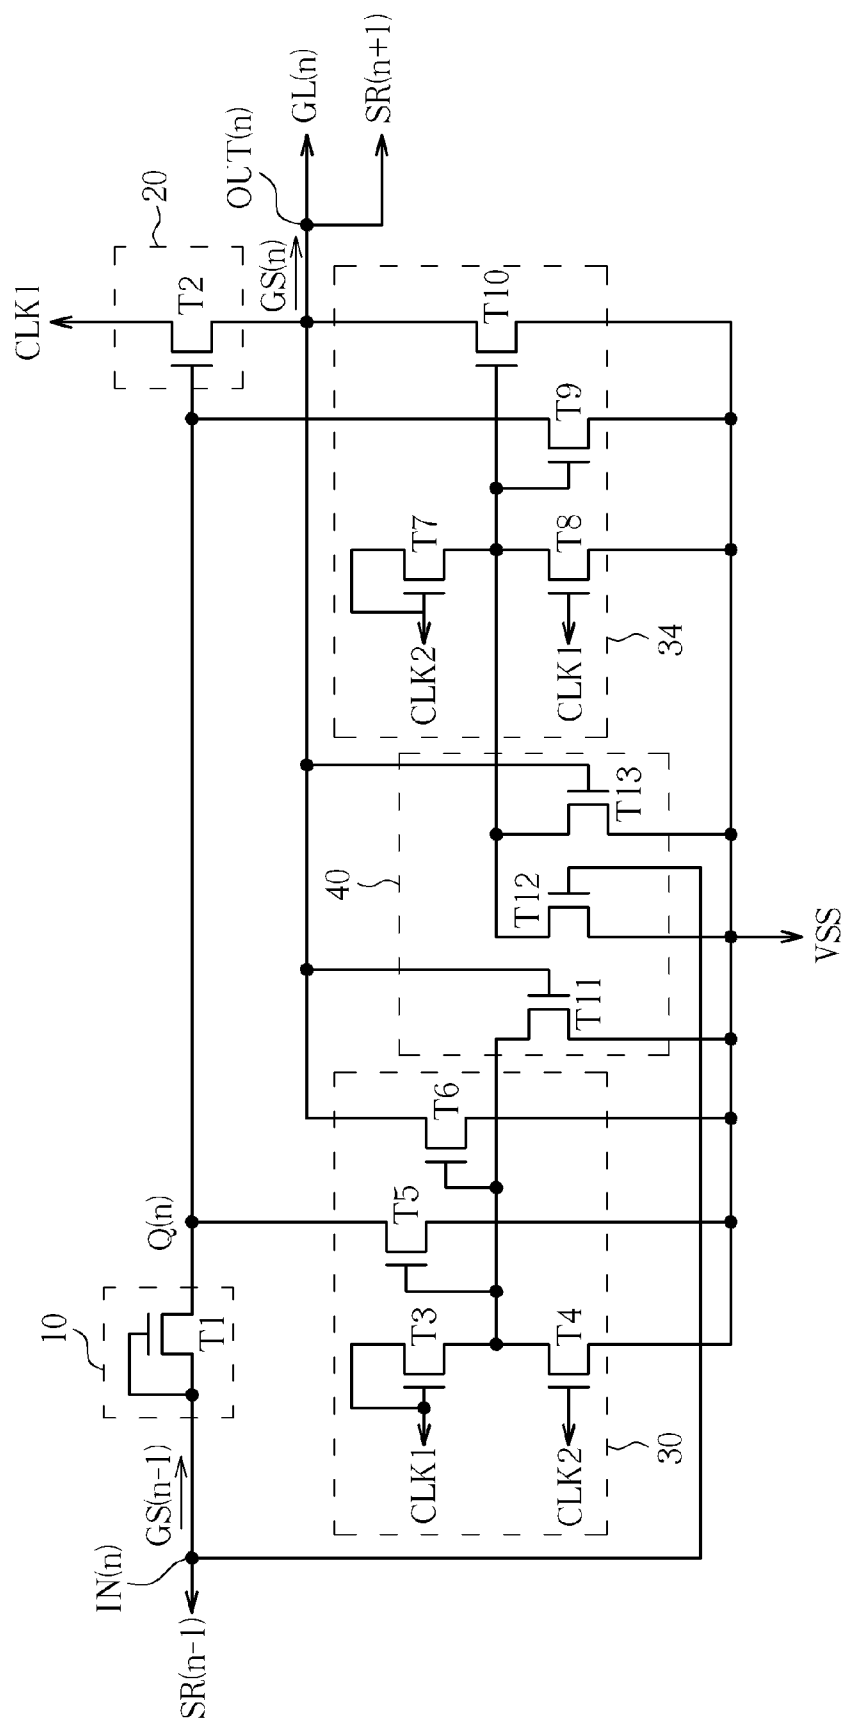 SR(n-1)
IN(n)
GS(n-1)
10
T1
Q(n)
CLK1
T2
20
GS(n)
OUT(n)
GL(n)
SR(n+1)
CLK1
T3
CLK2
T4
T5
T6
30
T11
T12
T13
40
CLK2
T7
CLK1
T8
T9
T10
34
VSS